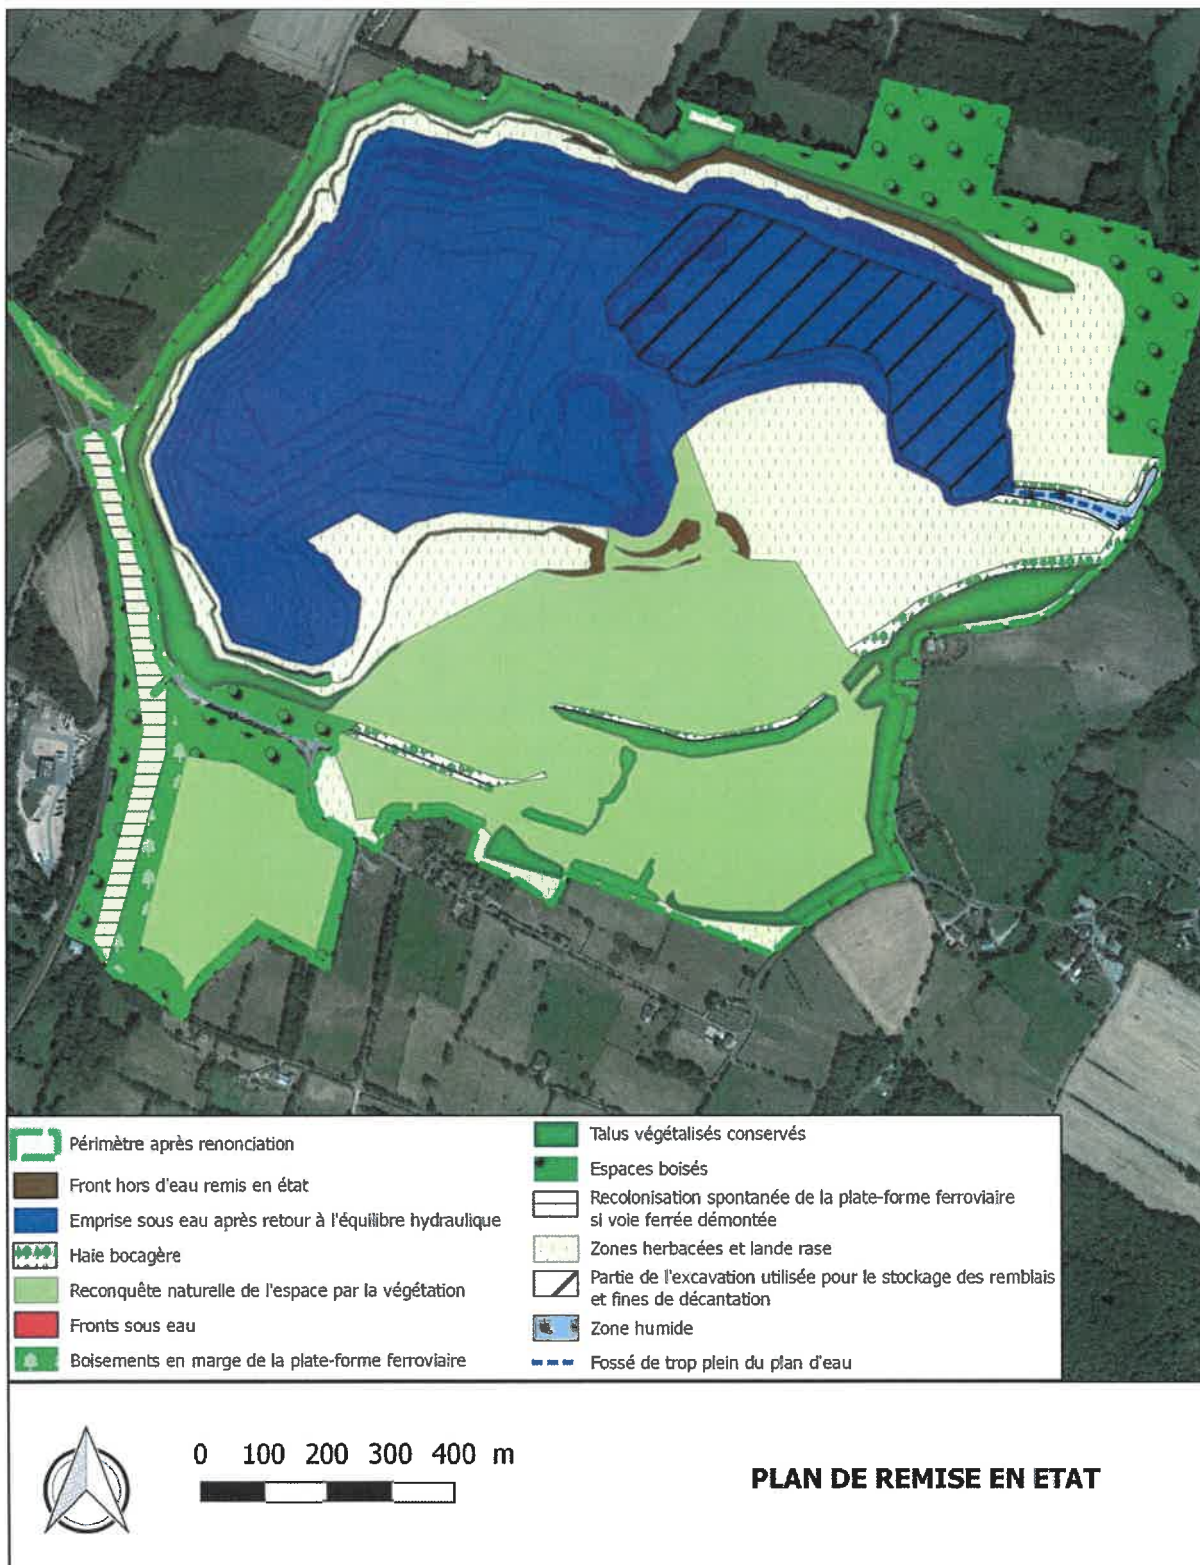 Périmètre après renonciation
Front hors d'eau remis en état
Emprise sous eau après retour à l'équilibre hydraulique
Haie bocagère
Reconquête naturelle de l'espace par la végétation
Fronts sous eau
Boisements en marge de la plate-forme ferroviaire
Talus végétalisés conservés
Espaces boisés
Recolonisation spontanée de la plate-forme ferroviaire
si voie ferrée démontée
Zones herbacées et lande rase
Partie de l'excavation utilisée pour le stockage des remblais
et fines de décantation
Zone humide
Fossé de trop plein du plan d'eau
0 100 200 300 400 m
PLAN DE REMISE EN ETAT